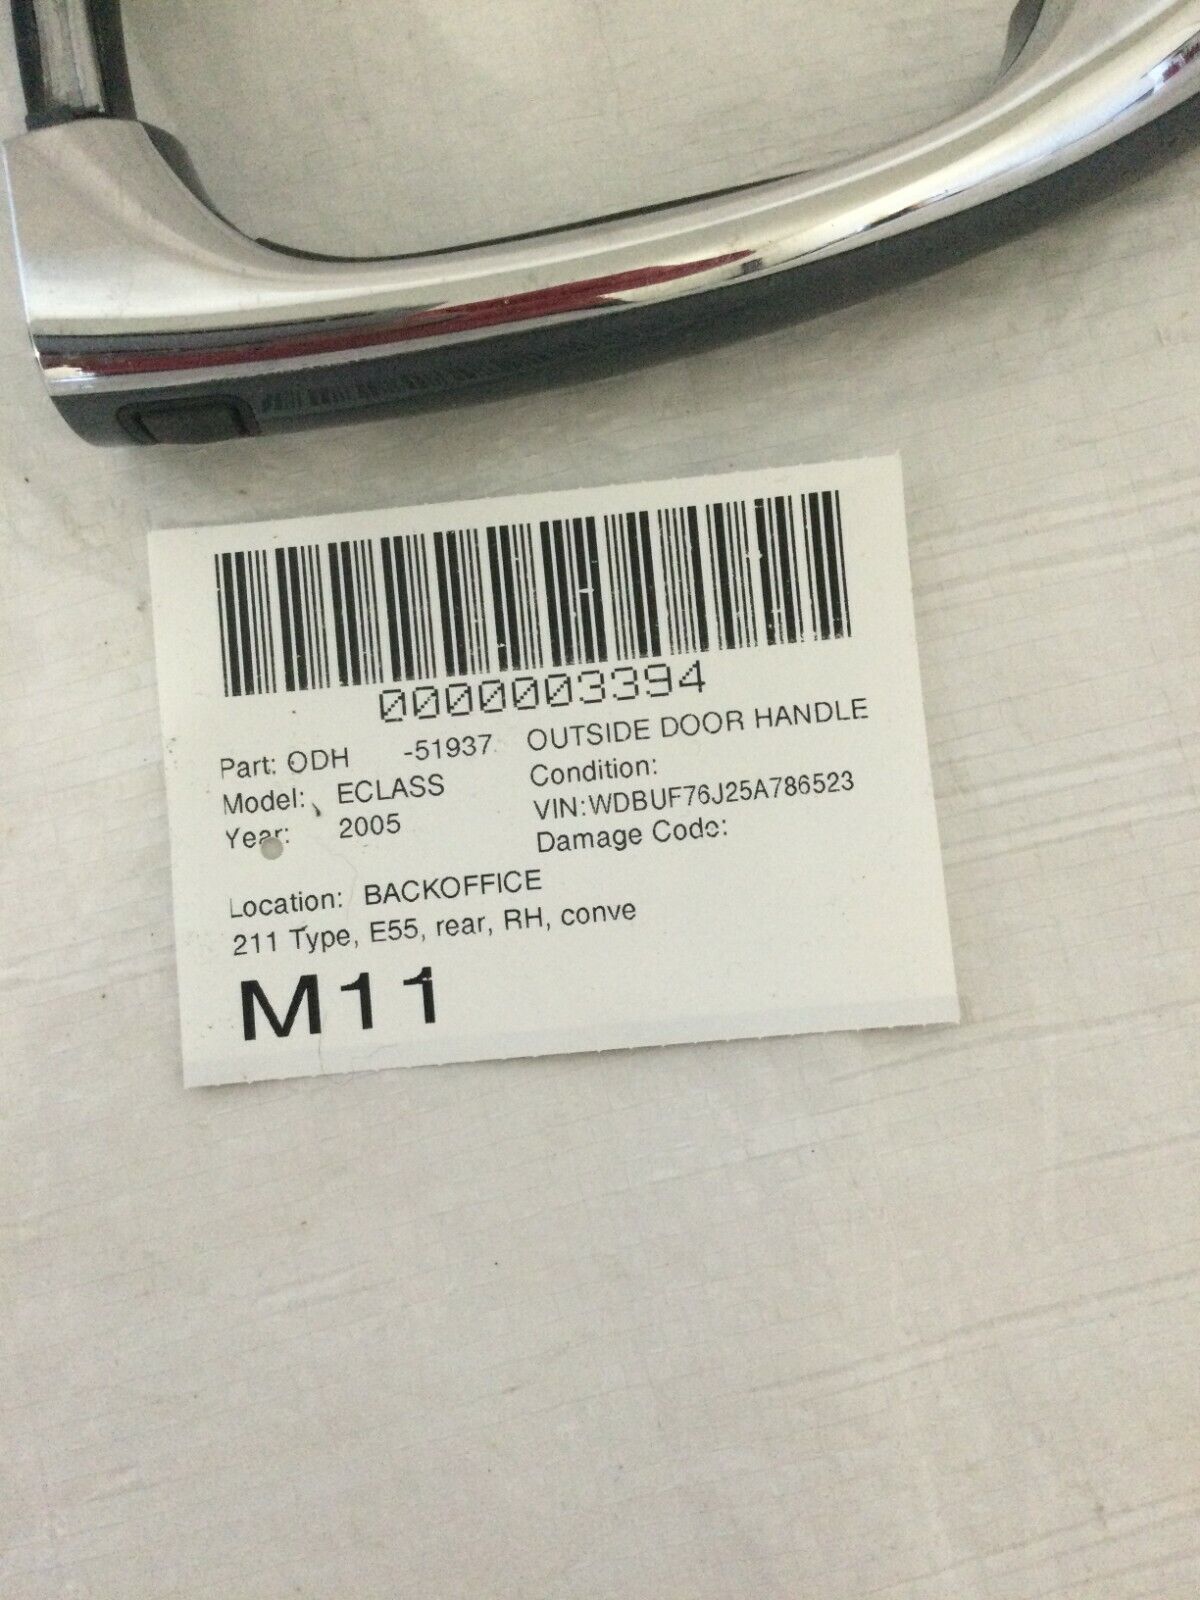 0000003394
Part: ODH -51937 OUTSIDE DOOR HANDLE
Model: ECLASS Condition:
Year: 2005 VIN:WDBUF76J25A786523
Damage Code:
Location: BACKOFFICE
211 Type, E55, rear, RH, conve
M11